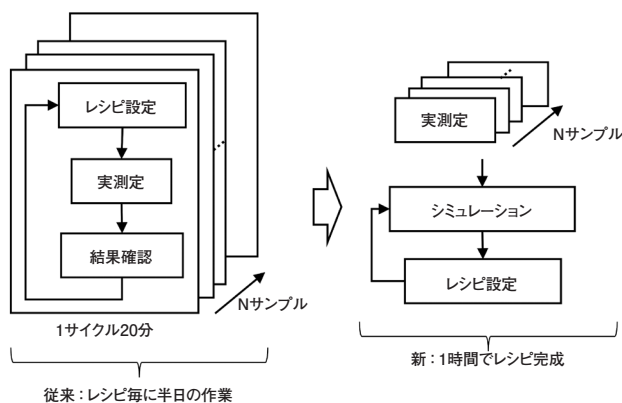 レシピ設定
実測定
結果確認
Nサンプル
1サイクル20分
従来：レシピ毎に半日の作業
実測定
Nサンプル
シミュレーション
レシピ設定
新：1時間でレシピ完成